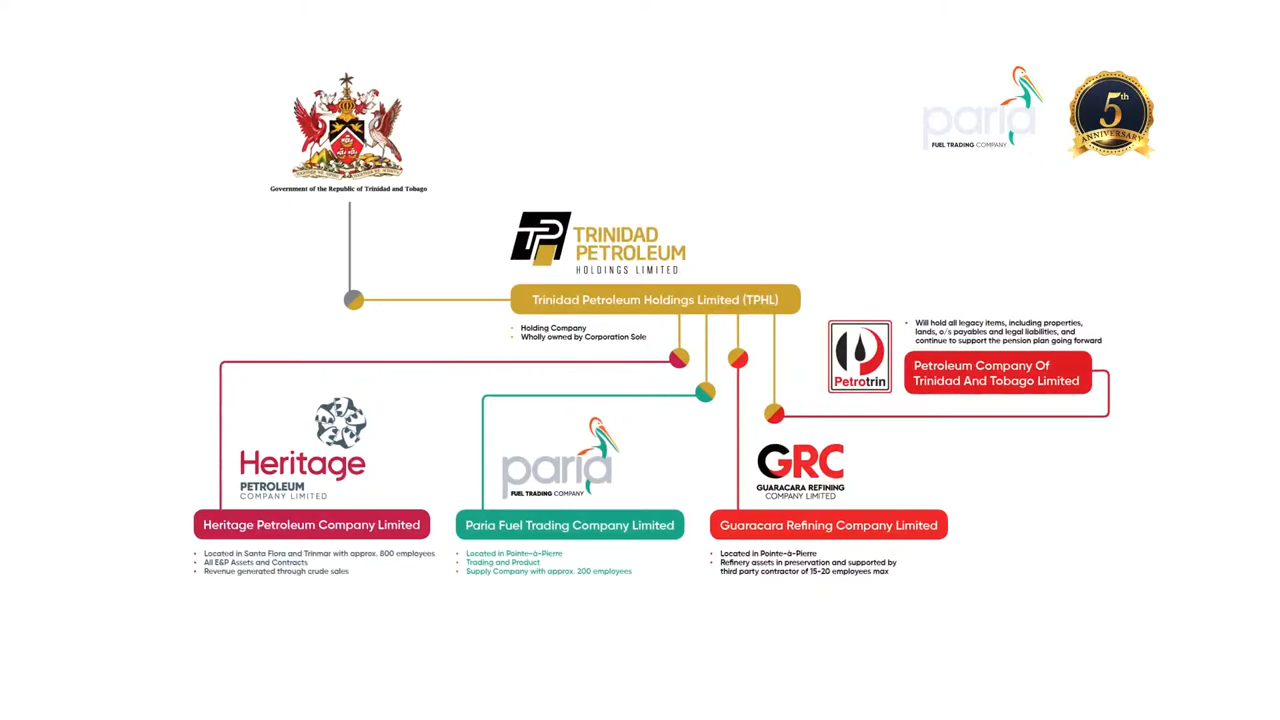 paria
FUEL TRADING COMPANY
5th
ANNIVERSARY
Government of the Republic of Trinidad and Tobago
TP
TRINIDAD
PETROLEUM
HOLDINGS LIMITED
Trinidad Petroleum Holdings Limited (TPHL)
• Holding Company
• Wholly owned by Corporation Sole
• Will hold all legacy items, including properties,
lands, o/s payables and legal liabilities, and
continue to support the pension plan going forward
Petrotrin
Petroleum Company Of
Trinidad And Tobago Limited
Heritage
PETROLEUM
COMPANY LIMITED
Heritage Petroleum Company Limited
• Located in Santa Flora and Trinmar with approx. 800 employees
• All E&P Assets and Contracts
• Revenue generated through crude sales
paria
FUEL TRADING COMPANY
Paria Fuel Trading Company Limited
• Located in Pointe-à-Pierre
• Trading and Product
• Supply Company with approx. 200 employees
GRC
GUARACARA REFINING
COMPANY LIMITED
Guaracara Refining Company Limited
• Located in Pointe-à-Pierre
• Refinery assets in preservation and supported by
third party contractor of 15-20 employees max